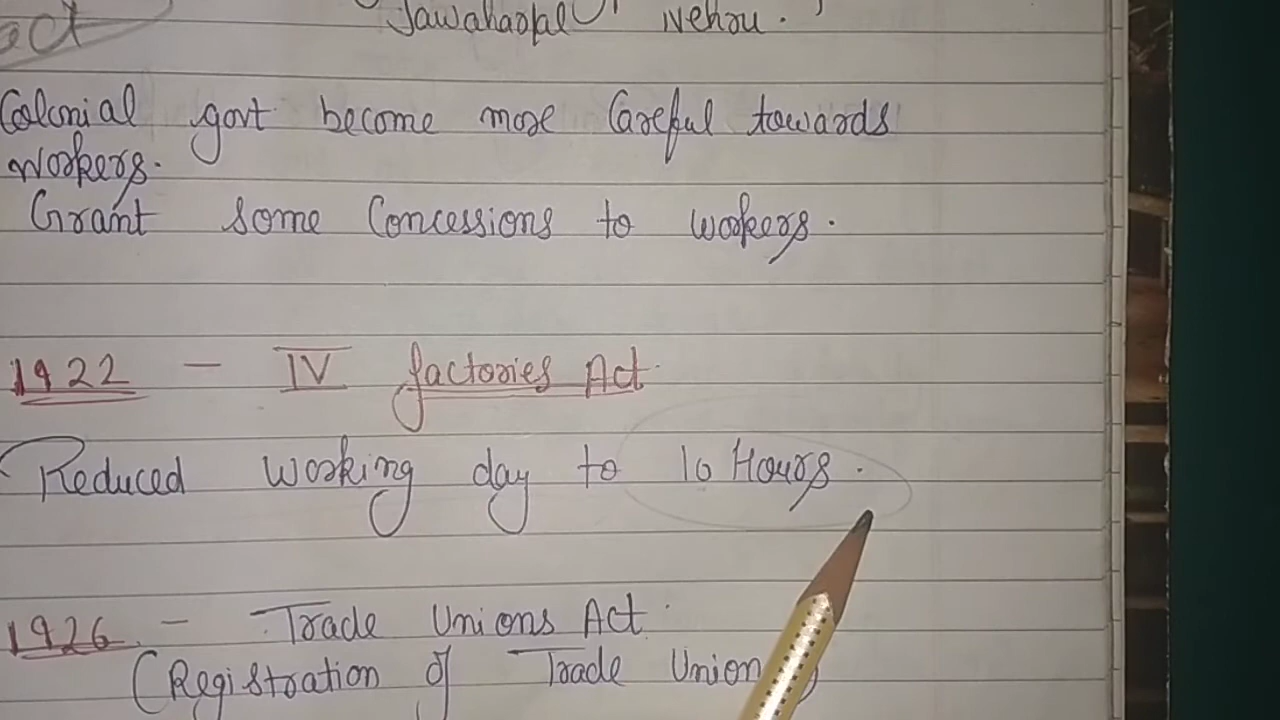 Jawaharlal Nehru.
Colonial govt become more Careful towards
workers.
Grant some Concessions to workers.
1922 - IV factories Act.
Reduced working day to 10 Hours.
1926. - Trade Unions Act.
(Registration of Trade Union